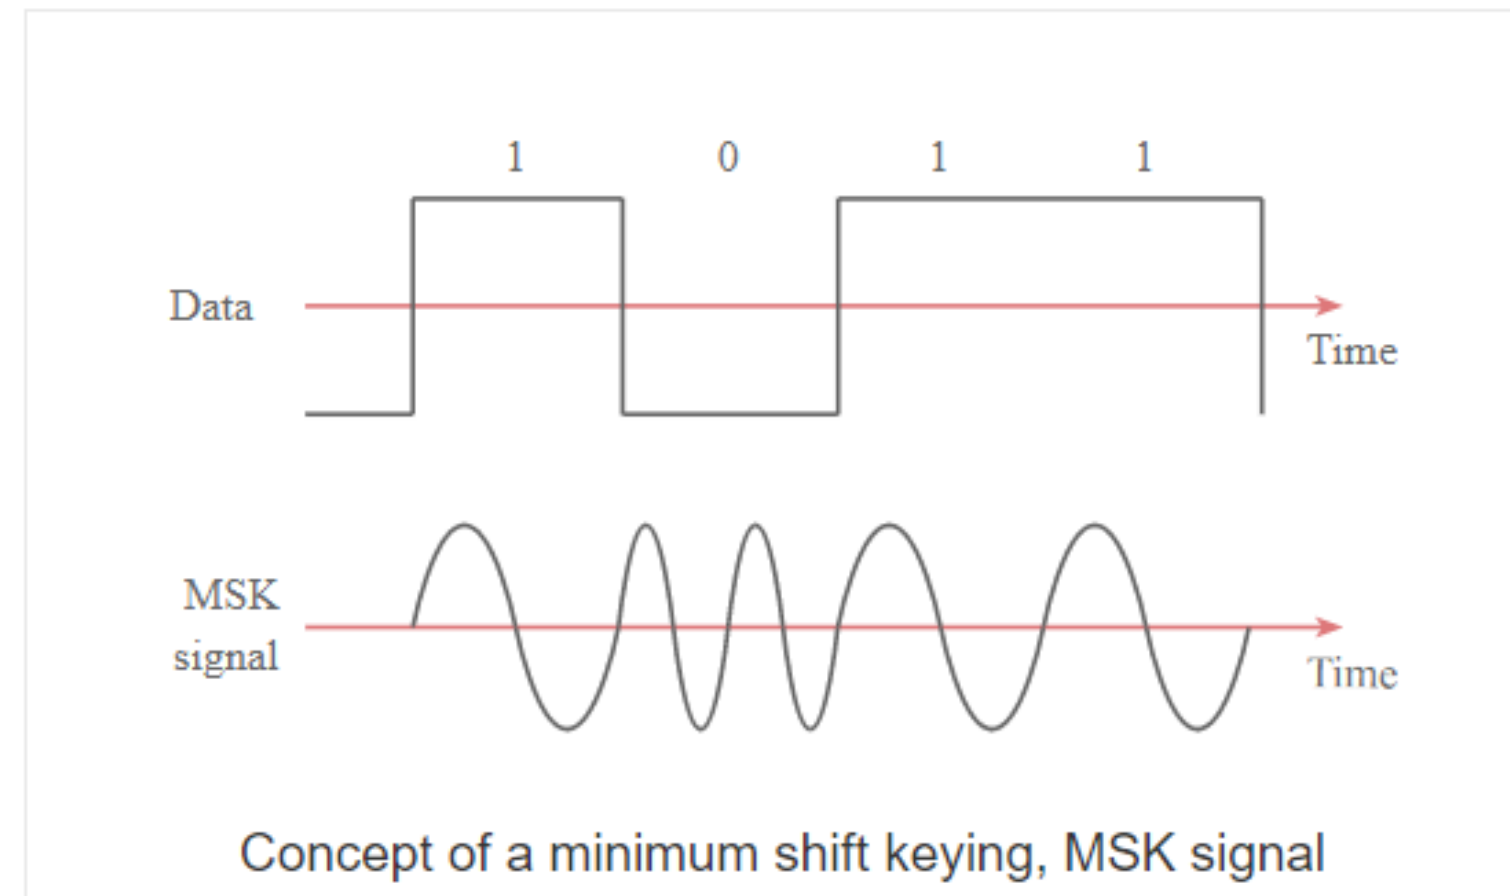 1 0 1 1
Data
Time
MSK
signal
Time
Concept of a minimum shift keying, MSK signal